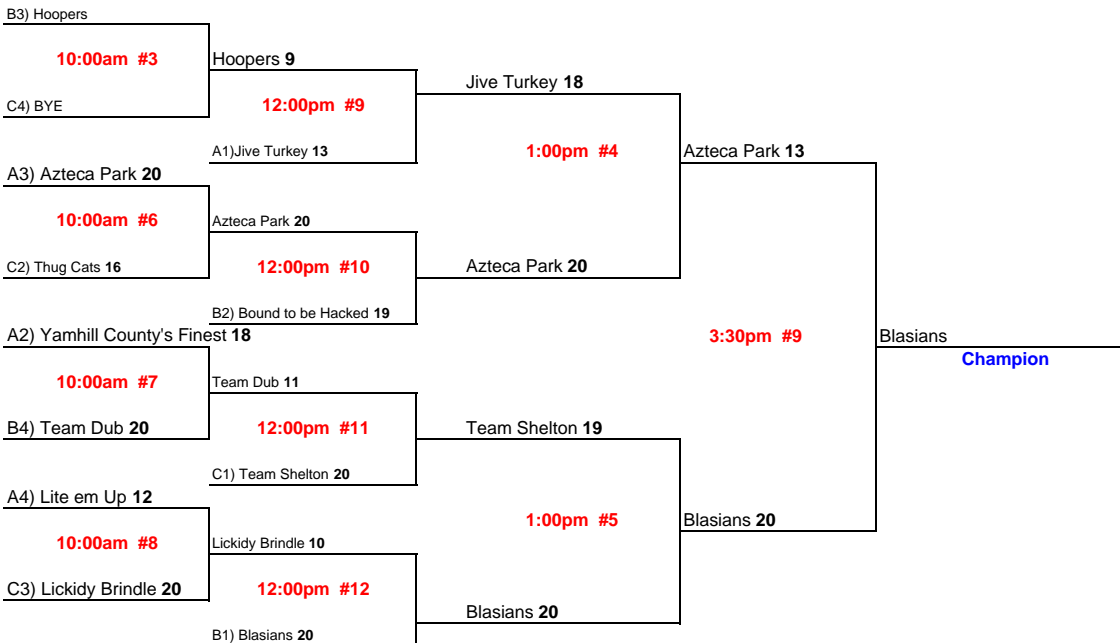 B3) Hoopers
10:00am #3
Hoopers 9
Jive Turkey 18
C4) BYE
12:00pm #9
A1)Jive Turkey 13
1:00pm #4
Azteca Park 13
A3) Azteca Park 20
10:00am #6
Azteca Park 20
C2) Thug Cats 16
12:00pm #10
Azteca Park 20
B2) Bound to be Hacked 19
A2) Yamhill County's Finest 18
3:30pm #9
Blasians
Champion
10:00am #7
Team Dub 11
B4) Team Dub 20
12:00pm #11
Team Shelton 19
C1) Team Shelton 20
A4) Lite em Up 12
1:00pm #5
Blasians 20
10:00am #8
Lickidy Brindle 10
C3) Lickidy Brindle 20
12:00pm #12
Blasians 20
B1) Blasians 20